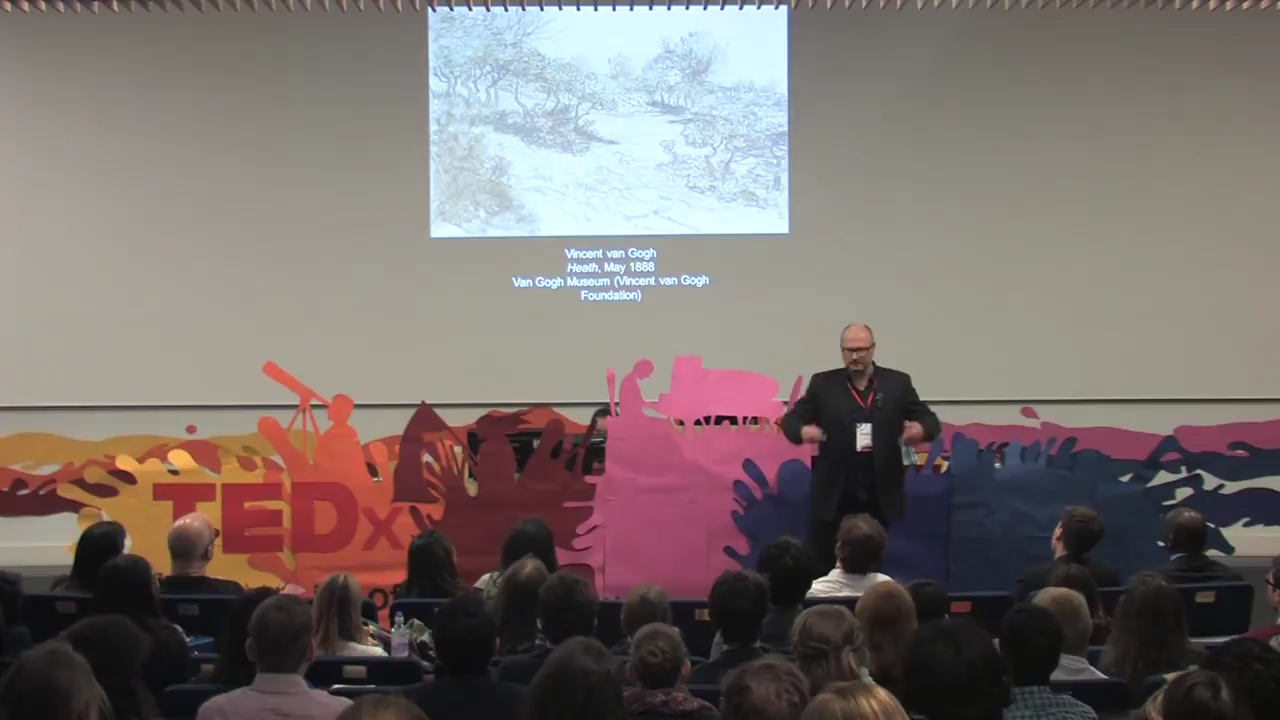 Vincent van Gogh
Heath, May 1888
Van Gogh Museum (Vincent van Gogh
Foundation)
TEDx